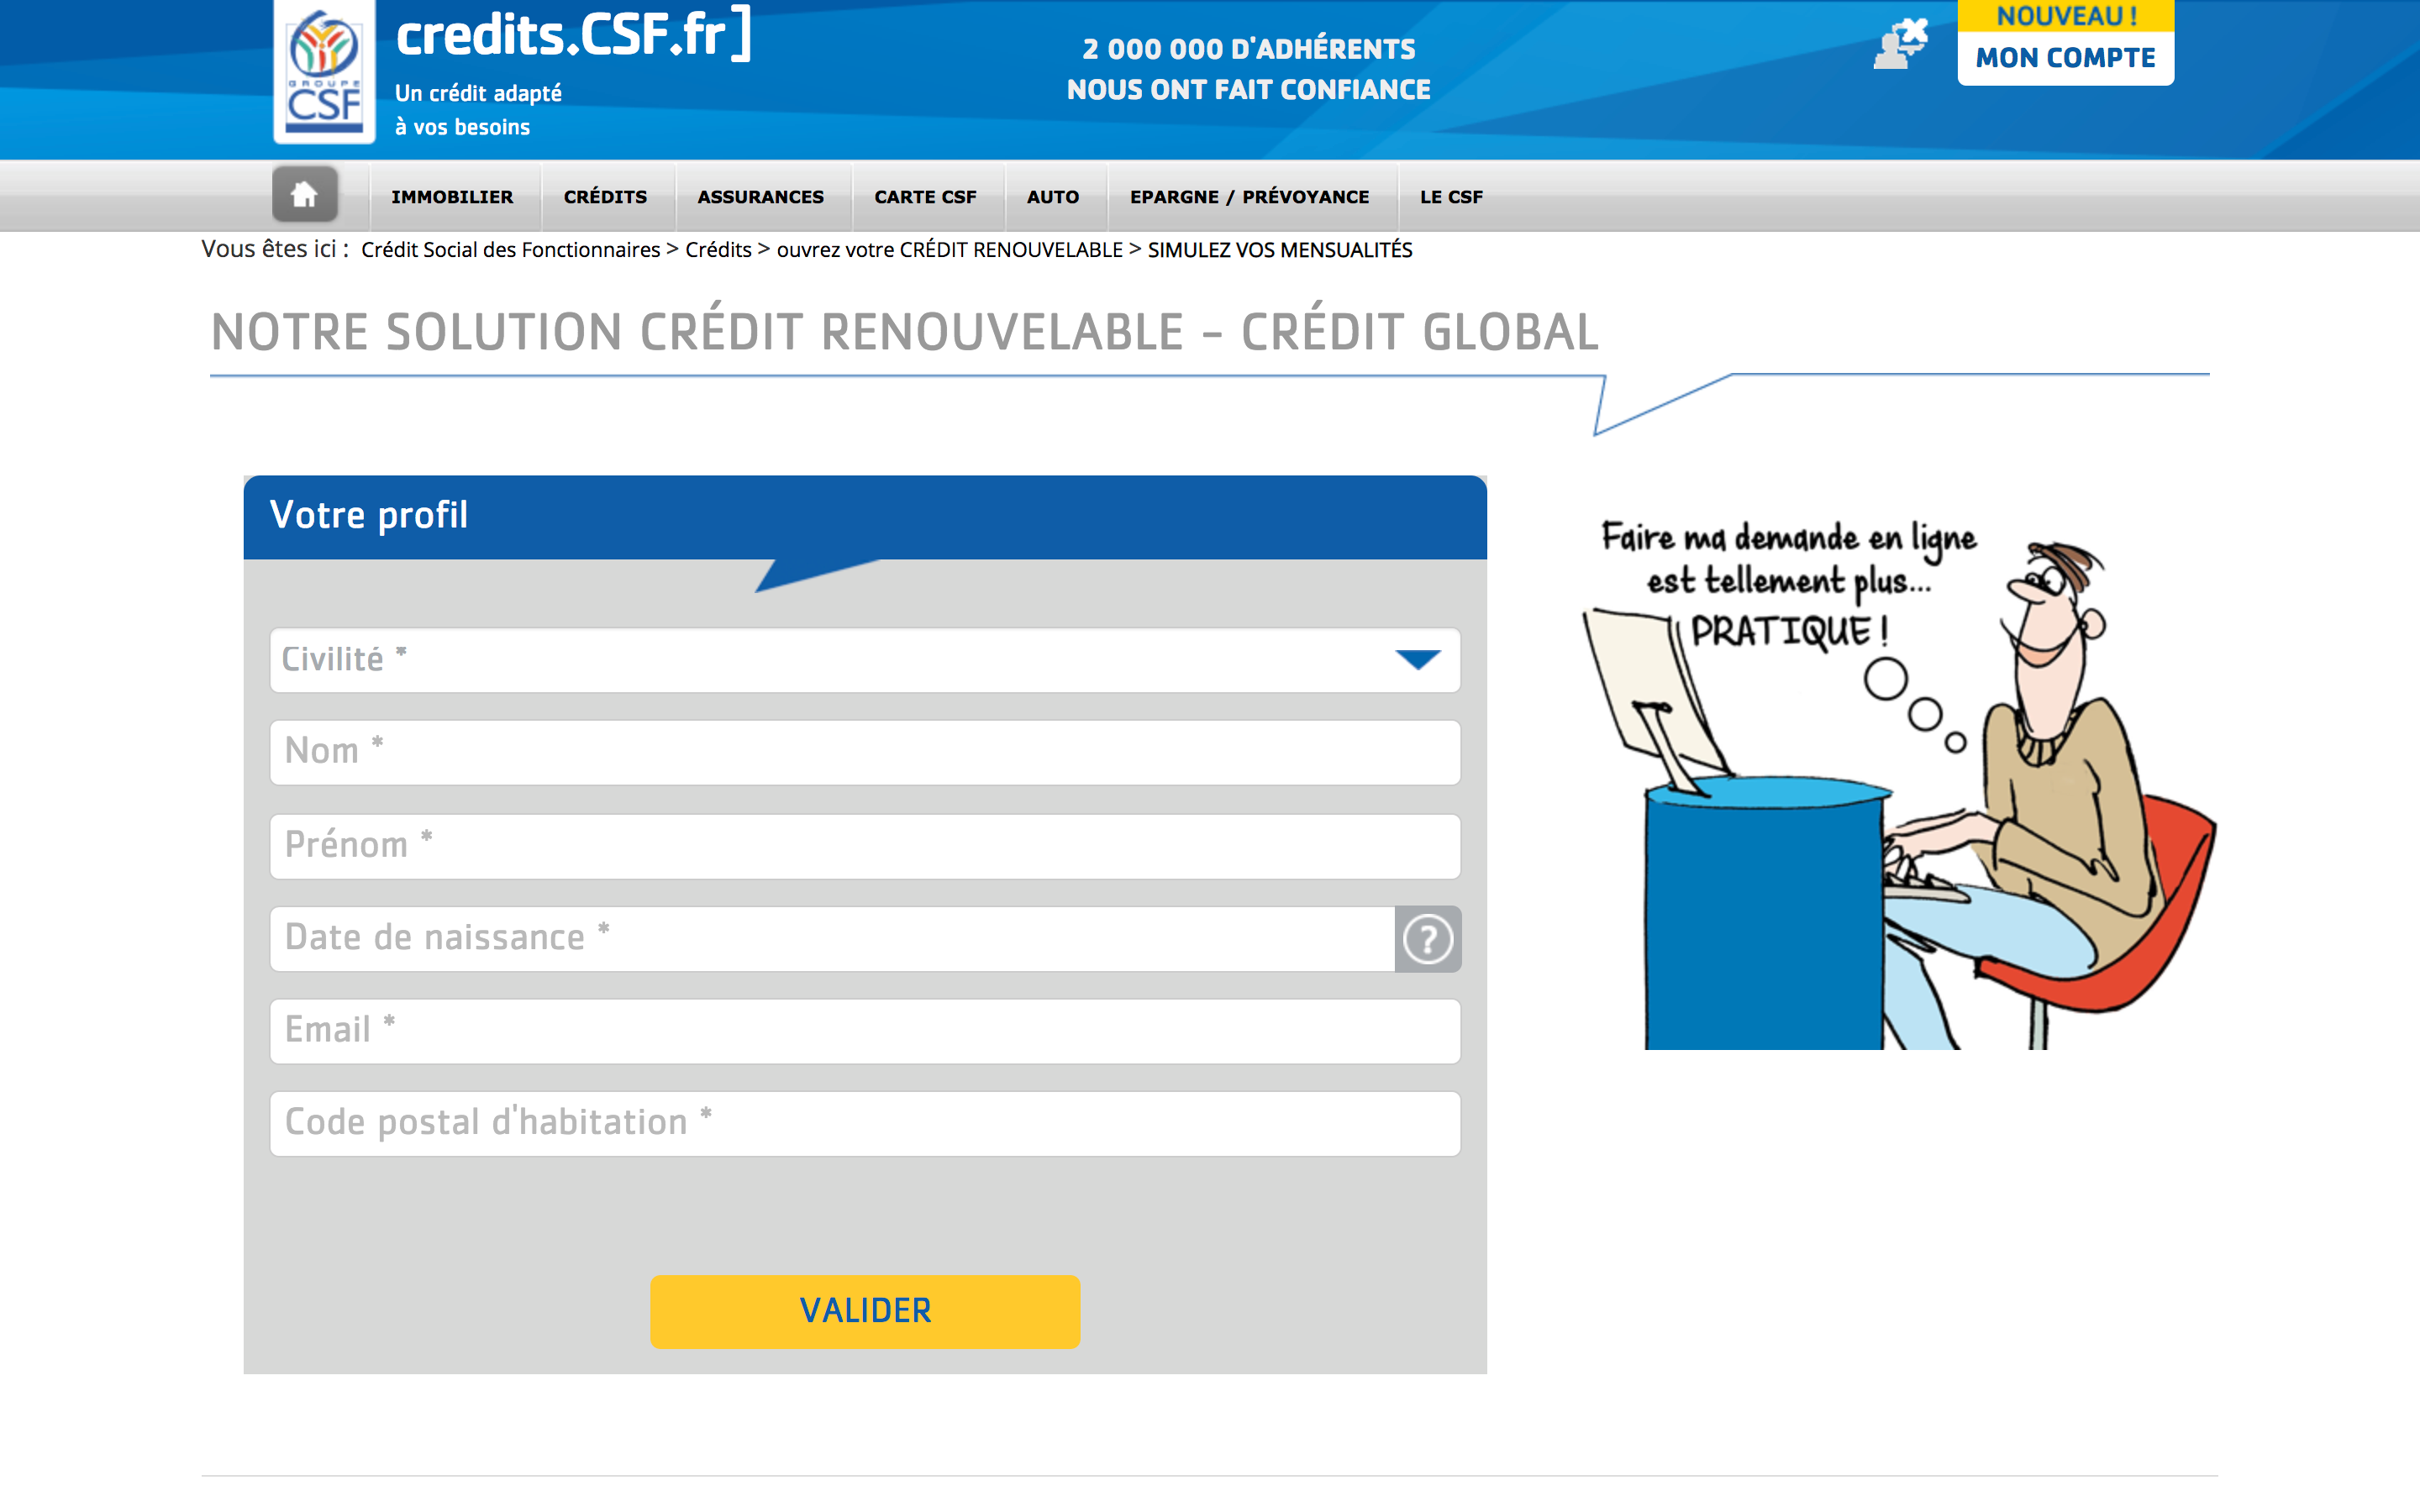 GROUPE
CSF
credits.CSF.fr]
Un crédit adapté
à vos besoins
2 000 000 D'ADHÉRENTS
NOUS ONT FAIT CONFIANCE
NOUVEAU !
MON COMPTE
IMMOBILIER CRÉDITS ASSURANCES CARTE CSF AUTO EPARGNE / PRÉVOYANCE LE CSF
Vous êtes ici : Crédit Social des Fonctionnaires > Crédits > ouvrez votre CRÉDIT RENOUVELABLE > SIMULEZ VOS MENSUALITÉS
NOTRE SOLUTION CRÉDIT RENOUVELABLE – CRÉDIT GLOBAL
Votre profil
Civilité *
Nom *
Prénom *
Date de naissance *
?
Email *
Code postal d'habitation *
VALIDER
Faire ma demande en ligne
est tellement plus...
PRATIQUE !